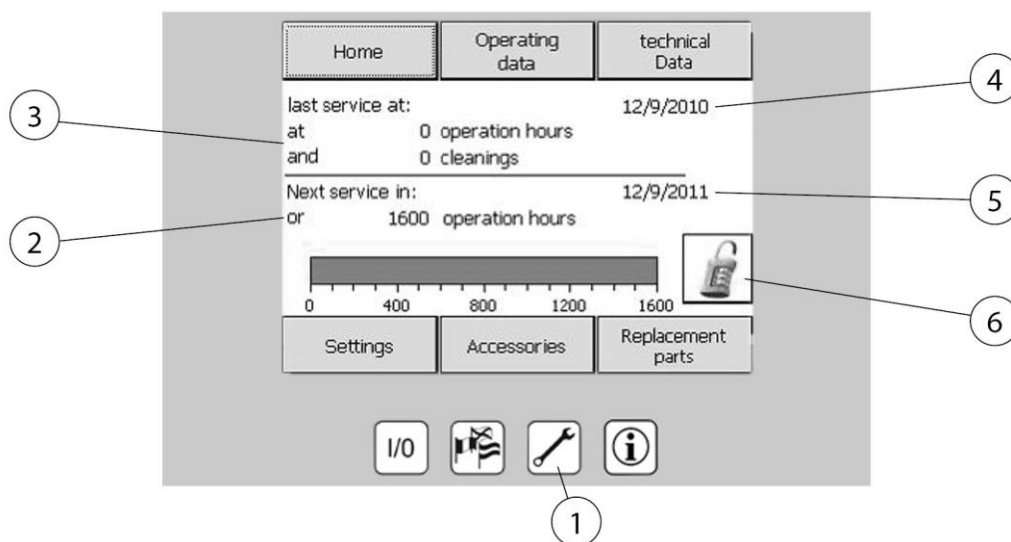 Home
Operating
data
technical
Data
last service at: 12/9/2010
at 0 operation hours
and 0 cleanings
Next service in: 12/9/2011
or 1600 operation hours
0 400 800 1200 1600
Settings
Accessories
Replacement
parts
I/0
1
2
3
4
5
6